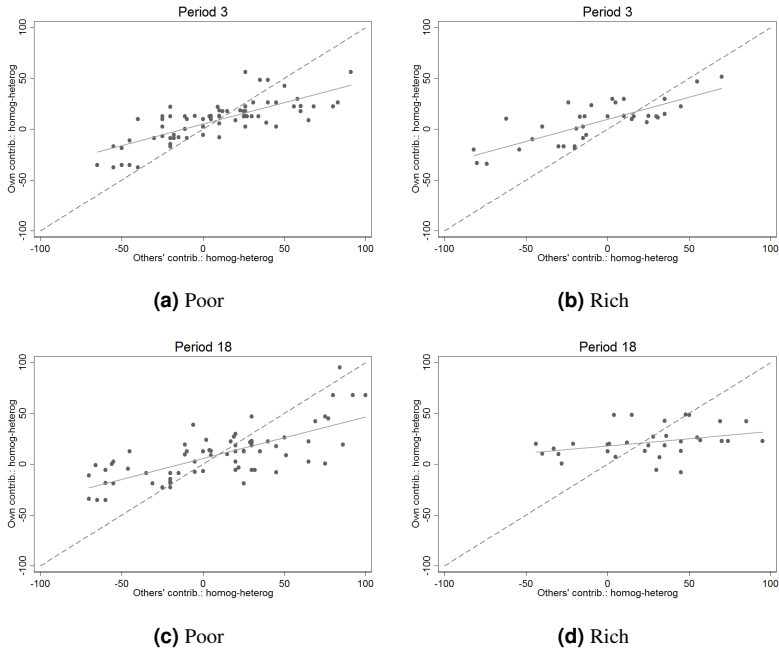 Period 3
Own contrib.: homog-heterog
100
50
0
-50
-100
-100 -50 0 50 100
Others' contrib.: homog-heterog
(a) Poor
Period 3
Own contrib.: homog-heterog
100
50
0
-50
-100
-100 -50 0 50 100
Others' contrib.: homog-heterog
(b) Rich
Period 18
Own contrib.: homog-heterog
100
50
0
-50
-100
-100 -50 0 50 100
Others' contrib.: homog-heterog
(c) Poor
Period 18
Own contrib.: homog-heterog
100
50
0
-50
-100
-100 -50 0 50 100
Others' contrib.: homog-heterog
(d) Rich